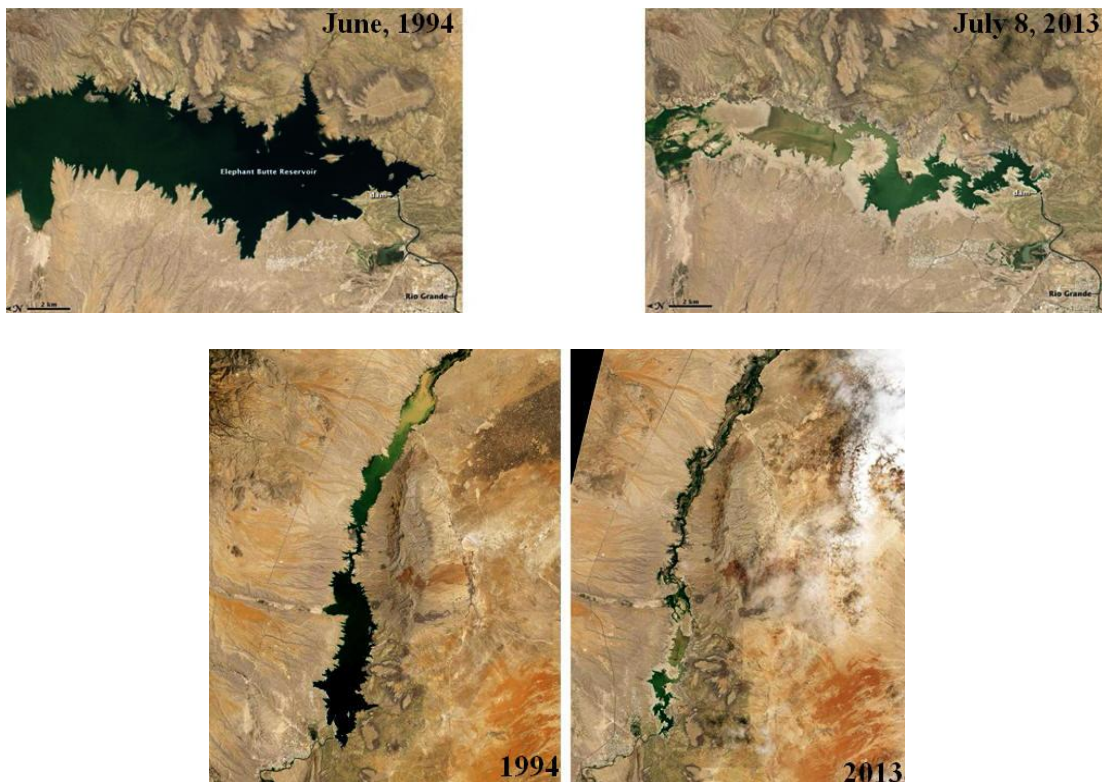 June, 1994
July 8, 2013
Elephant Butte Reservoir
dam
dam
Rio Grande
Rio Grande
N
2 km
N
2 km
1994
2013